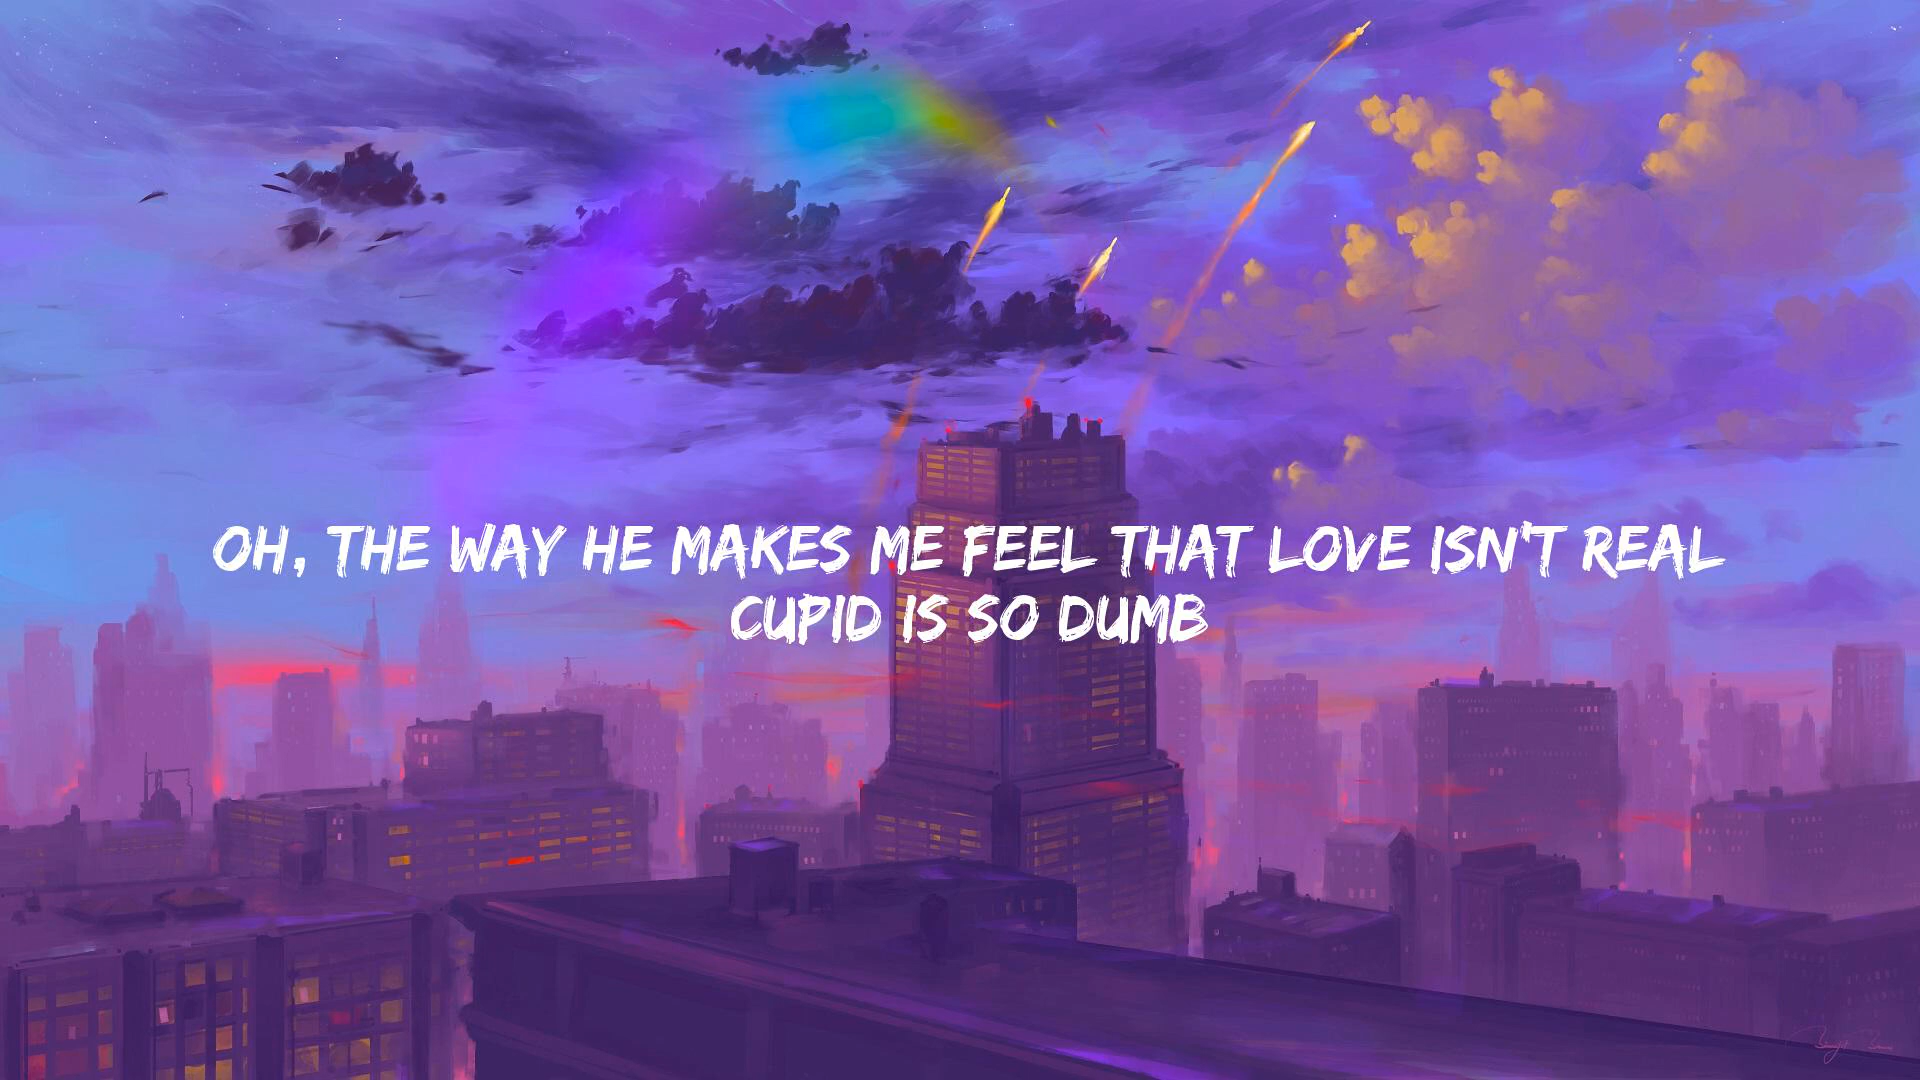 OH, THE WAY HE MAKES ME FEEL THAT LOVE ISN'T REAL
CUPID IS SO DUMB